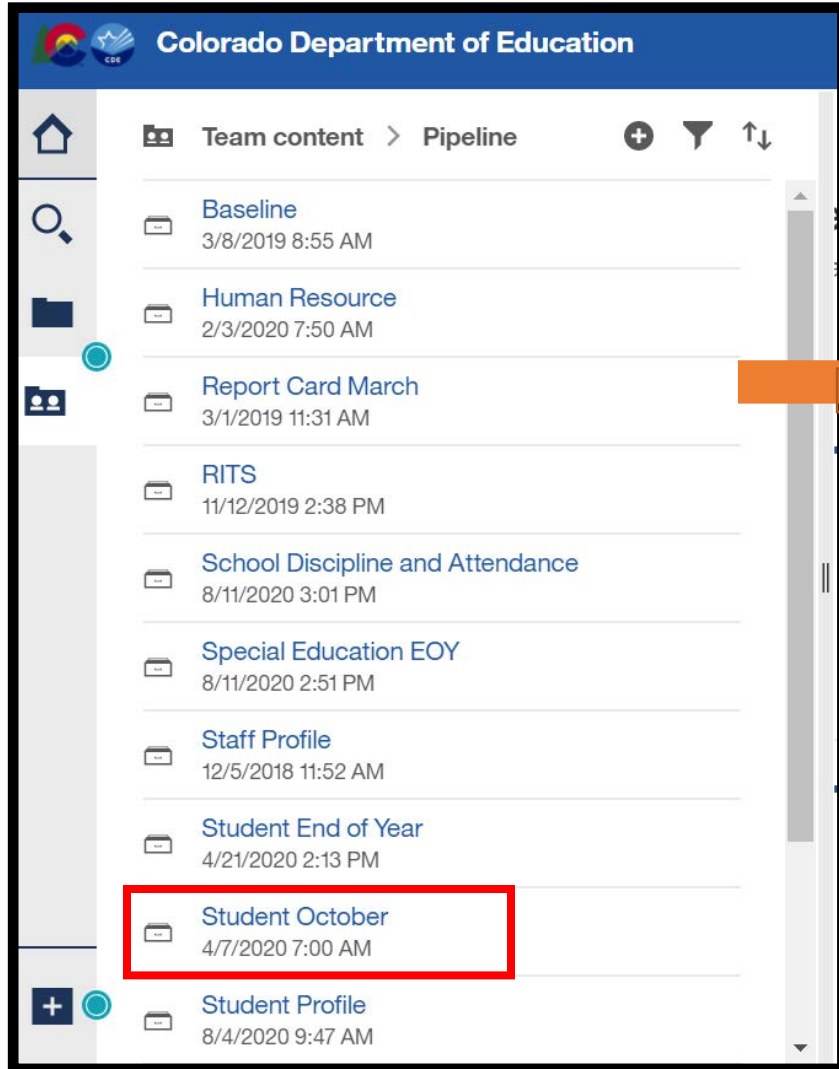 CDE
Colorado Department of Education
Team content > Pipeline
Baseline
3/8/2019 8:55 AM
Human Resource
2/3/2020 7:50 AM
Report Card March
3/1/2019 11:31 AM
RITS
11/12/2019 2:38 PM
School Discipline and Attendance
8/11/2020 3:01 PM
Special Education EOY
8/11/2020 2:51 PM
Staff Profile
12/5/2018 11:52 AM
Student End of Year
4/21/2020 2:13 PM
Student October
4/7/2020 7:00 AM
Student Profile
8/4/2020 9:47 AM